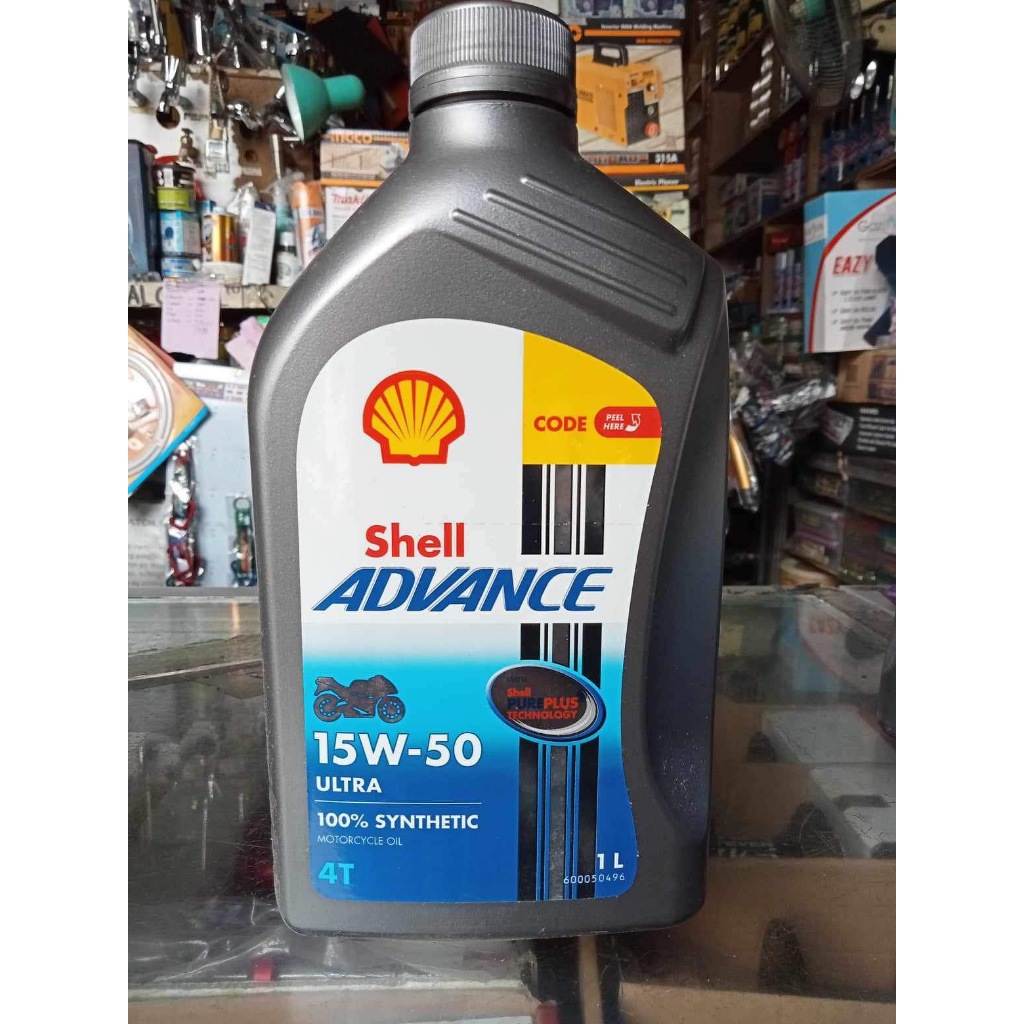 315A
EAZY
CODE
PEEL
HERE
Shell
ADVANCE
Shell
PUREPLUS
TECHNOLOGY
15W-50
ULTRA
100% SYNTHETIC
MOTORCYCLE OIL
4T
1 L
600050496